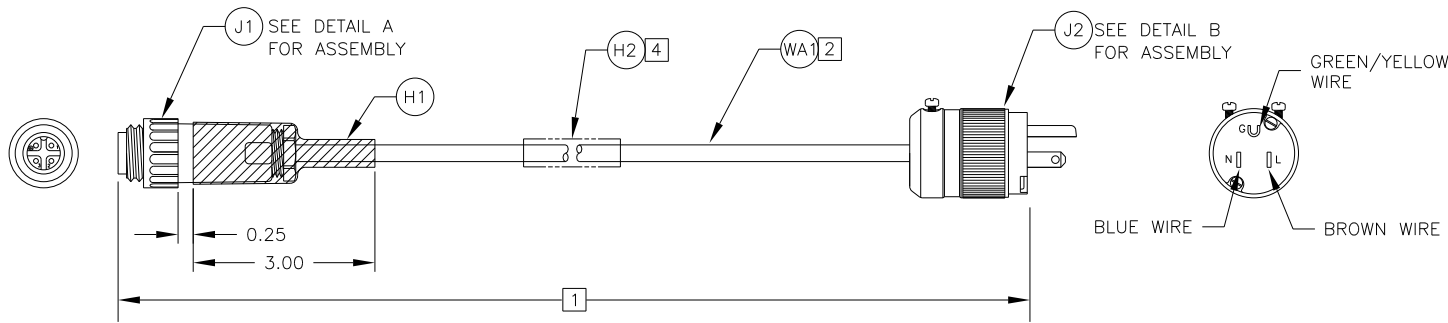 J1 SEE DETAIL A
FOR ASSEMBLY
H1
H2 4
WA1 2
J2 SEE DETAIL B
FOR ASSEMBLY
GREEN/YELLOW
WIRE
G
N
L
BLUE WIRE
BROWN WIRE
0.25
3.00
1